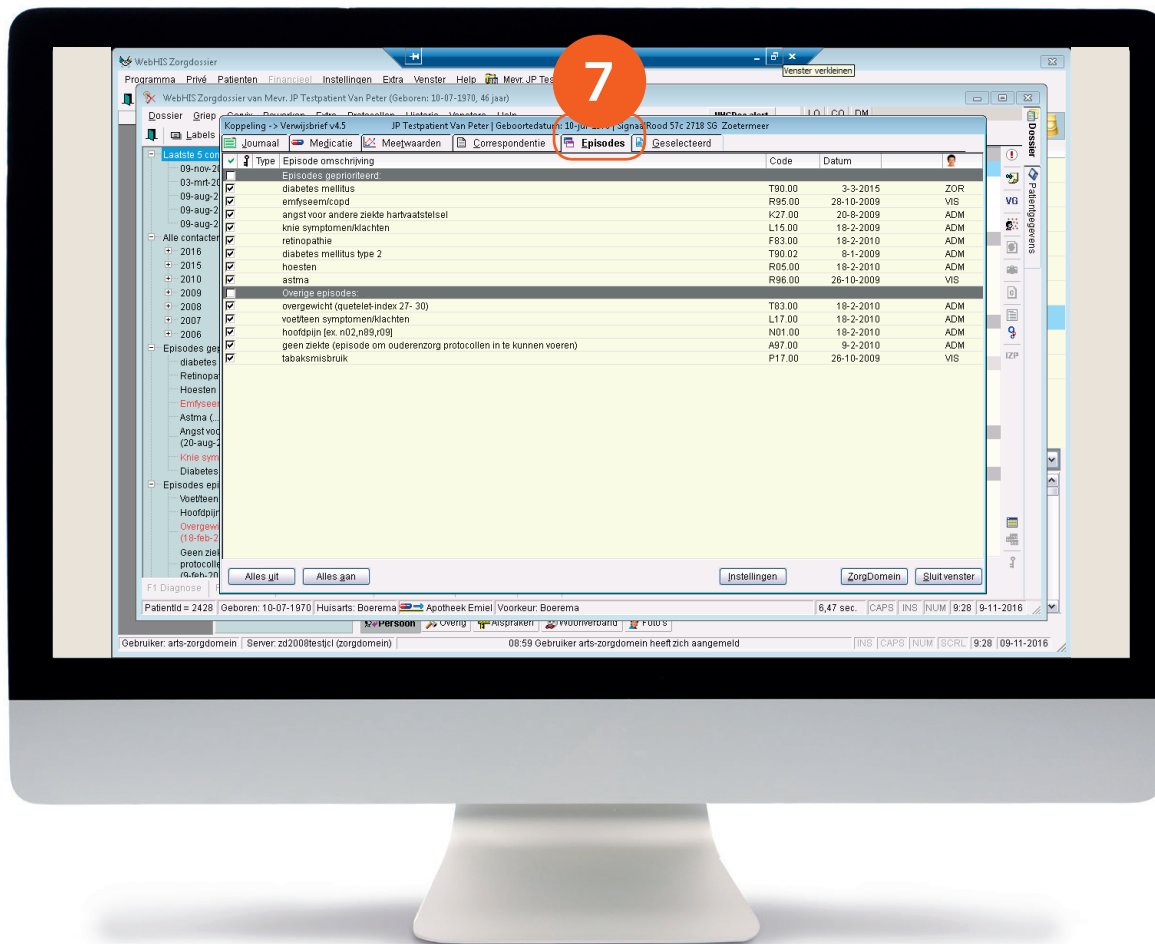 WebHIS Zorgdossier
Venster verkleinen
Programma Privé Patienten Financieel Instellingen Extra Venster Help Mevr. JP Tes
7
WebHIS Zorgdossier van Mevr. JP Testpatient Van Peter (Geboren: 10-07-1970, 46 jaar)
Dossier Griep
Koppeling -> Verwijsbrief v4.5 JP Testpatient Van Peter | Geboortedatum: Rood 57c 2718 SG Zoetermeer
Labels
Journaal Medicatie Meetwaarden Correspondentie Episodes Geselecteerd
Type Episode omschrijving Code Datum
Episodes geprioriteerd:
diabetes mellitus T90.00 3-3-2015 ZOR
emfyseem/copd R95.00 28-10-2009 VIS
angst voor andere ziekte hartvaatstelsel K27.00 20-8-2009 ADM
knie symptomen/klachten L15.00 18-2-2009 ADM
retinopathie F83.00 18-2-2010 ADM
diabetes mellitus type 2 T90.02 8-1-2009 ADM
hoesten R05.00 18-2-2010 ADM
astma R96.00 26-10-2009 VIS
Overige episodes:
overgewicht (quetelet-index 27- 30) T83.00 18-2-2010 ADM
voet/teen symptomen/klachten L17.00 18-2-2010 ADM
hoofdpijn [ex. n02,n89,r09] N01.00 18-2-2010 ADM
geen ziekte (episode om ouderenzorg protocollen in te kunnen voeren) A97.00 9-2-2010 ADM
tabaksmisbruik P17.00 26-10-2009 VIS
Laatste 5 con
09-nov-20
03-mrt-20
09-aug-2
09-aug-2
09-aug-2
Alle contacten
2016
2015
2010
2009
2008
2007
2006
Episodes gep
diabetes
Retinopa
Hoesten
Emfyseer
Astma (...
Angst voo
(20-aug-2
Knie sym
Diabetes
Episodes epi
Voet/teen
Hoofdpijn
Overgewi
(18-feb-2
Geen ziek
protocolle
(9-feb-20
Dossier
Patientgegevens
VG
IZP
Alles uit Alles aan Instellingen ZorgDomein Sluit venster
F1 Diagnose
PatientId = 2428 Geboren: 10-07-1970 Huisarts: Boerema Apotheek Emiel Voorkeur: Boerema 6,47 sec. CAPS INS NUM 9:28 9-11-2016
Persoon Overig Afspraken Woonverband Foto's
Gebruiker: arts-zorgdomein Server: zd2008testjcl (zorgdomein) 08:59 Gebruiker arts-zorgdomein heeft zich aangemeld INS CAPS NUM SCRL 9:28 09-11-2016